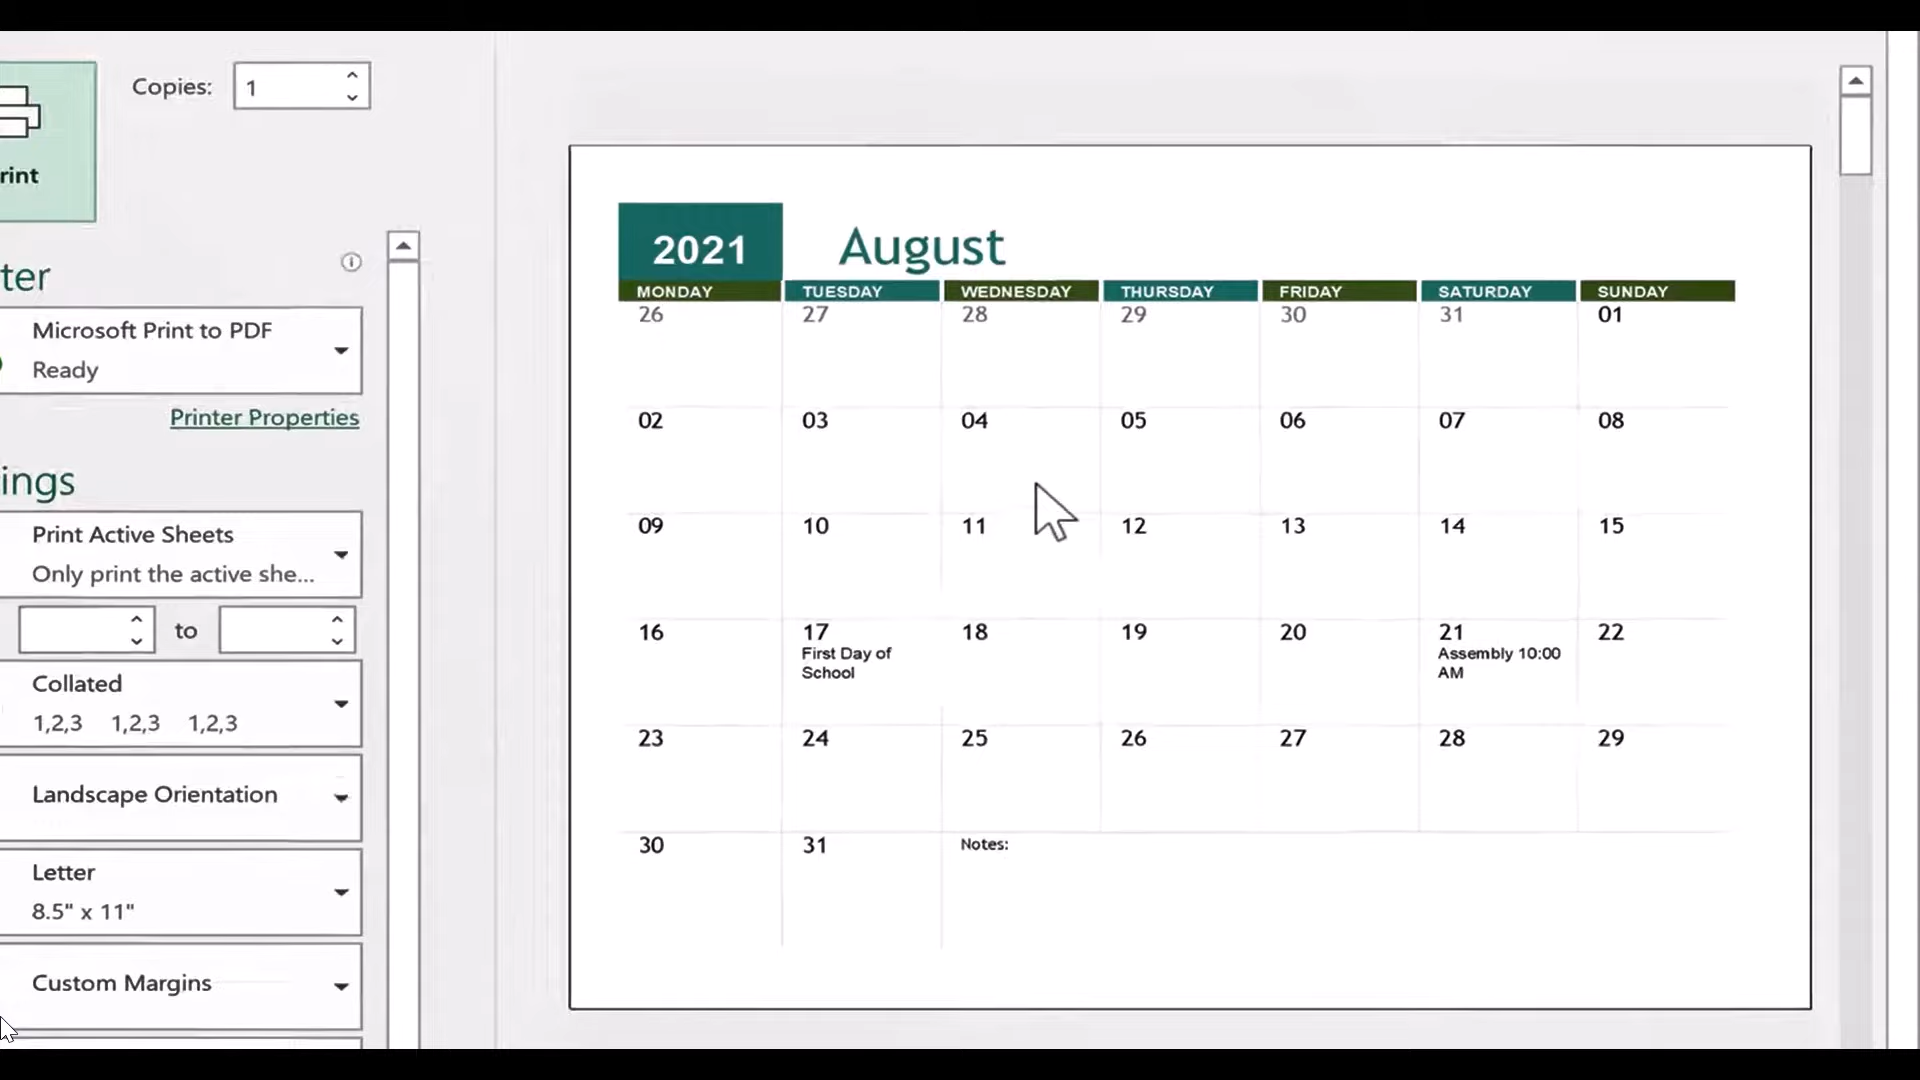 Copies: 1
rint
ter
Microsoft Print to PDF
Ready
Printer Properties
ings
Print Active Sheets
Only print the active she...
to
Collated
1,2,3 1,2,3 1,2,3
Landscape Orientation
Letter
8.5" x 11"
Custom Margins
2021 August
MONDAY TUESDAY WEDNESDAY THURSDAY FRIDAY SATURDAY SUNDAY
26 27 28 29 30 31 01
02 03 04 05 06 07 08
09 10 11 12 13 14 15
16 17 18 19 20 21 22
First Day of Assembly 10:00
School AM
23 24 25 26 27 28 29
30 31 Notes: